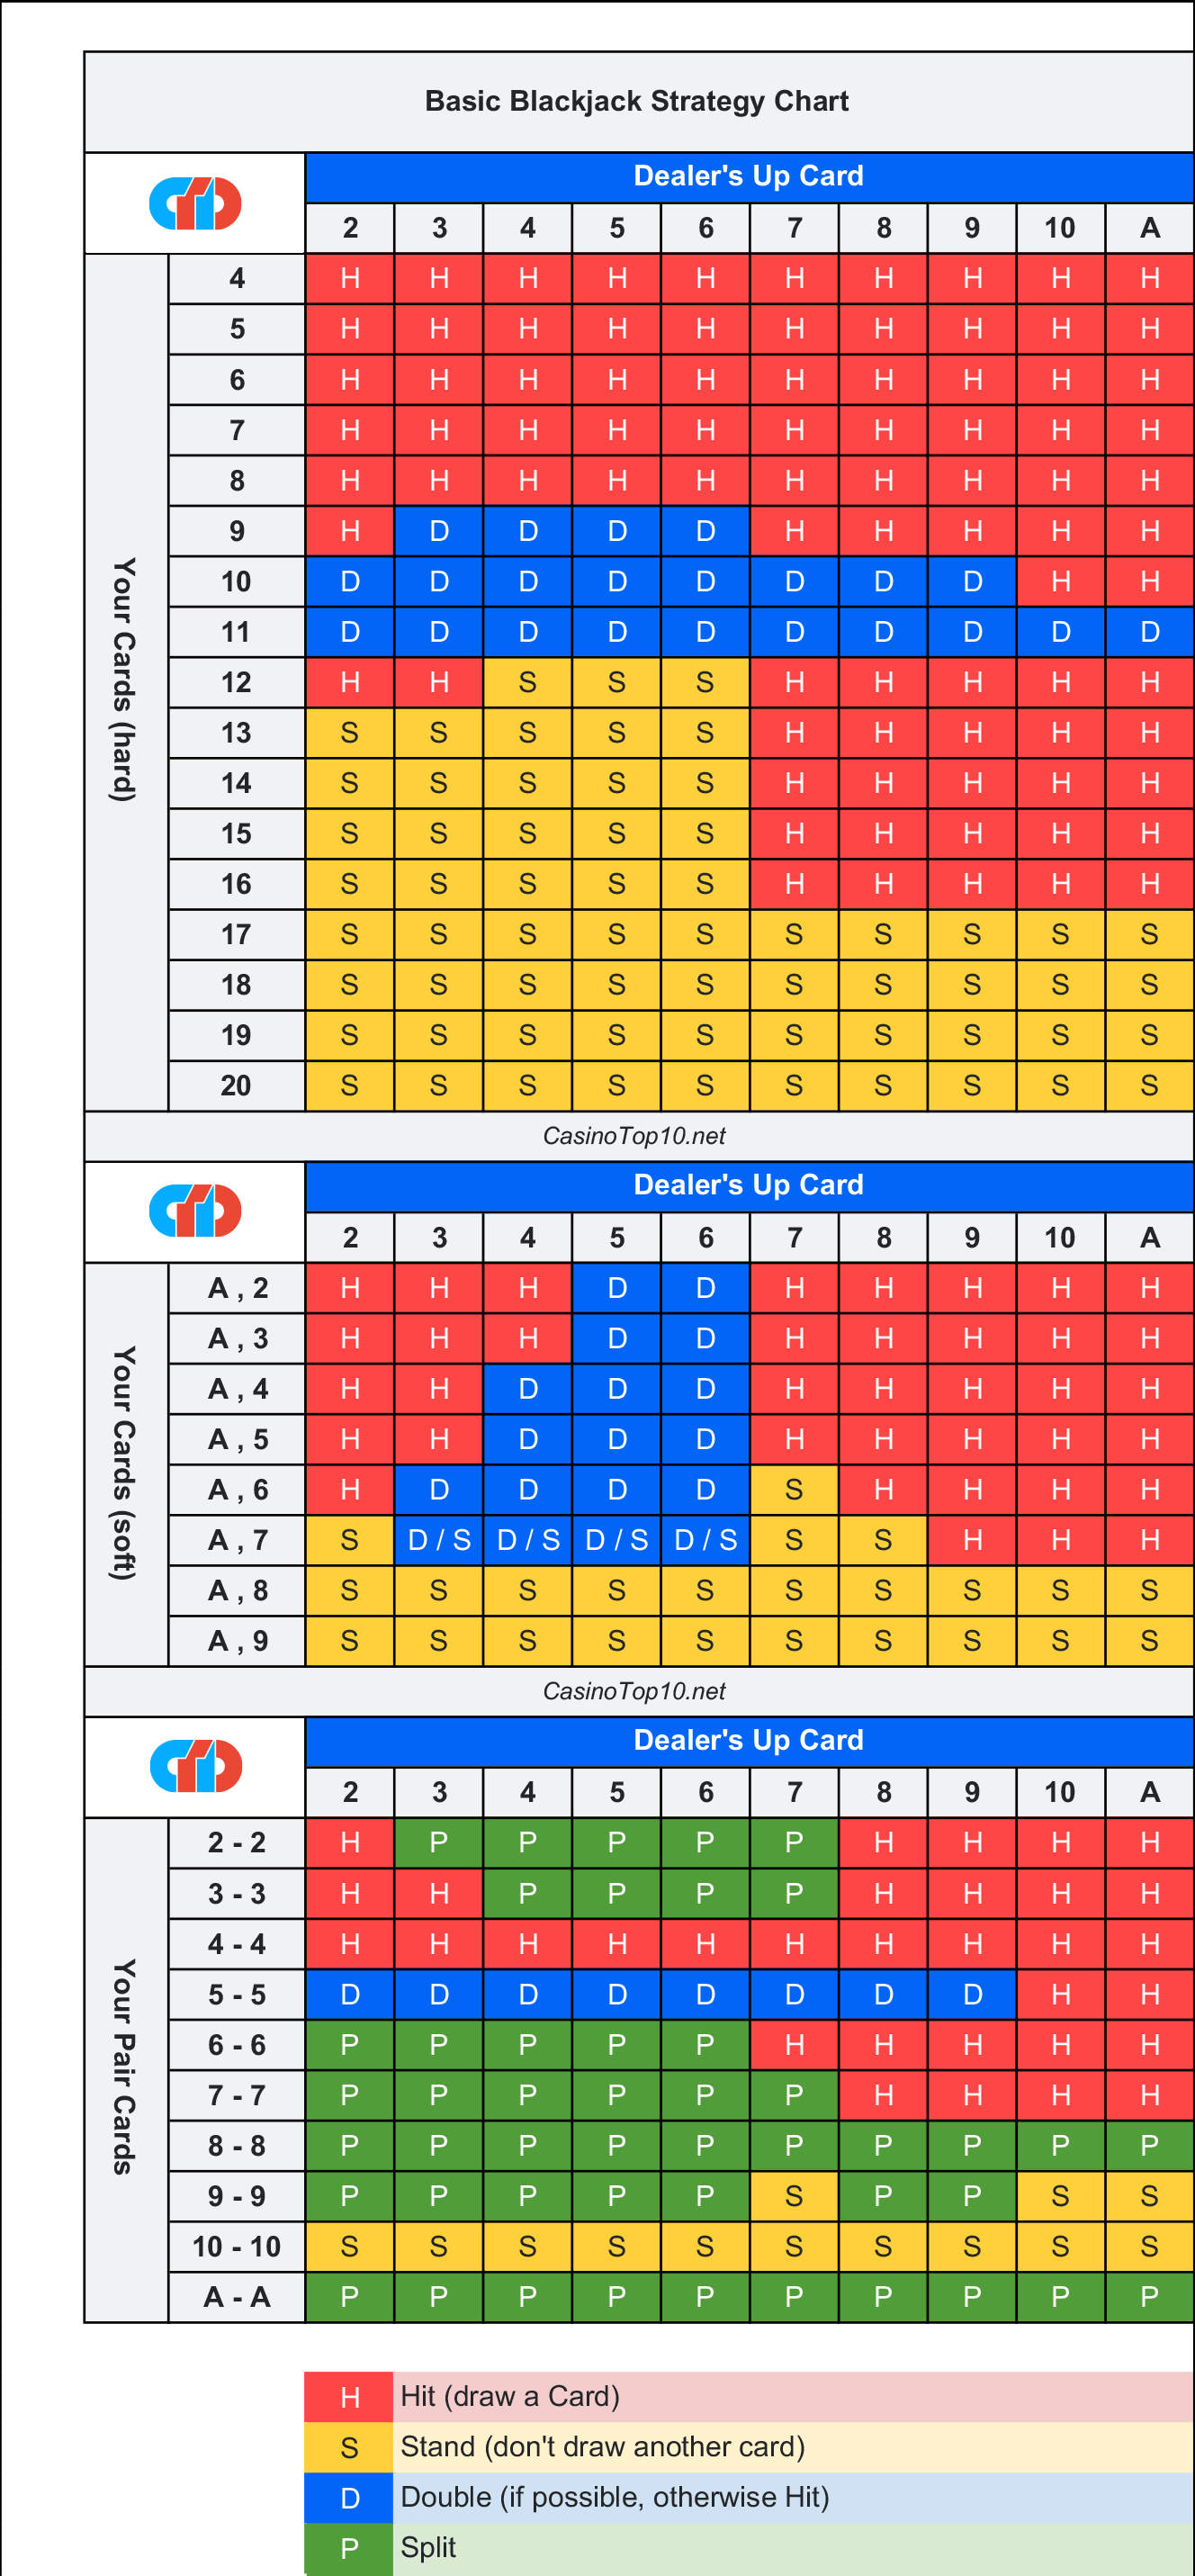 Basic Blackjack Strategy Chart
Dealer's Up Card
2 3 4 5 6 7 8 9 10 A
Your Cards (hard)
4 H H H H H H H H H H
5 H H H H H H H H H H
6 H H H H H H H H H H
7 H H H H H H H H H H
8 H H H H H H H H H H
9 H D D D D H H H H H
10 D D D D D D D D H H
11 D D D D D D D D D D
12 H H S S S H H H H H
13 S S S S S H H H H H
14 S S S S S H H H H H
15 S S S S S H H H H H
16 S S S S S H H H H H
17 S S S S S S S S S S
18 S S S S S S S S S S
19 S S S S S S S S S S
20 S S S S S S S S S S
CasinoTop10.net
Dealer's Up Card
2 3 4 5 6 7 8 9 10 A
Your Cards (soft)
A , 2 H H H D D H H H H H
A , 3 H H H D D H H H H H
A , 4 H H D D D H H H H H
A , 5 H H D D D H H H H H
A , 6 H D D D D S H H H H
A , 7 S D / S D / S D / S D / S S S H H H
A , 8 S S S S S S S S S S
A , 9 S S S S S S S S S S
CasinoTop10.net
Dealer's Up Card
2 3 4 5 6 7 8 9 10 A
Your Pair Cards
2 - 2 H P P P P P H H H H
3 - 3 H H P P P P H H H H
4 - 4 H H H H H H H H H H
5 - 5 D D D D D D D D H H
6 - 6 P P P P P H H H H H
7 - 7 P P P P P P H H H H
8 - 8 P P P P P P P P P P
9 - 9 P P P P P S P P S S
10 - 10 S S S S S S S S S S
A - A P P P P P P P P P P
H Hit (draw a Card)
S Stand (don't draw another card)
D Double (if possible, otherwise Hit)
P Split